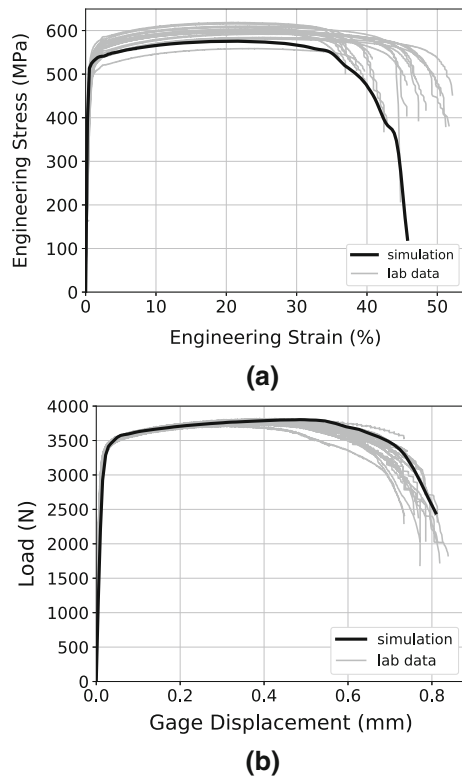 600
500
400
300
200
100
0
Engineering Stress (MPa)
simulation
lab data
0 10 20 30 40 50
Engineering Strain (%)
(a)
4000
3500
3000
2500
2000
1500
1000
500
0
Load (N)
simulation
lab data
0.0 0.2 0.4 0.6 0.8
Gage Displacement (mm)
(b)